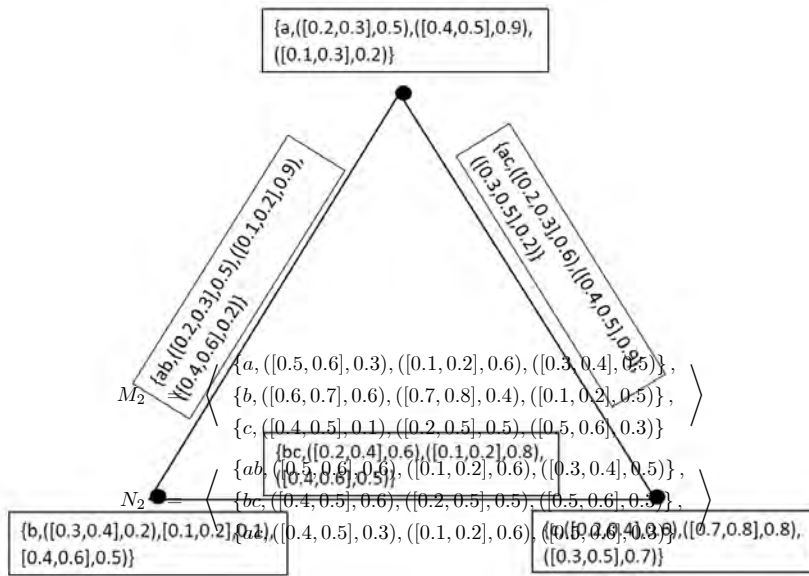 {a,([0.2,0.3],0.5),([0.4,0.5],0.9),
([0.1,0.3],0.2)}
{ab,([0.2,0.3],0.5),([0.1,0.2],0.9),
([0.4,0.6],0.2)}
{ac,([0.2,0.3],0.6),([0.4,0.5],0.9),
([0.3,0.5],0.2)}
{a, ([0.5, 0.6], 0.3), ([0.1, 0.2], 0.6), ([0.3, 0.4], 0.5)},
M₂ = {b, ([0.6, 0.7], 0.6), ([0.7, 0.8], 0.4), ([0.1, 0.2], 0.5)},
{c, ([0.4, 0.5], 0.1), ([0.2, 0.5], 0.5), ([0.5, 0.6], 0.3)}
{bc,([0.2,0.4],0.6),([0.1,0.2],0.8),
([0.4,0.6],0.5)}
{ab, ([0.5, 0.6], 0.6), ([0.1, 0.2], 0.6), ([0.3, 0.4], 0.5)},
N₂ = {bc, ([0.4, 0.5], 0.6), ([0.2, 0.5], 0.5), ([0.5, 0.6], 0.3)},
([0.4, 0.5], 0.3), ([0.1, 0.2], 0.6), ([0.5, 0.6], 0.3)}
{b,([0.3,0.4],0.2),[0.1,0.2],0.1),
[0.4,0.6],0.5)}
([0.7,0.8],0.8),
([0.3,0.5],0.7)}